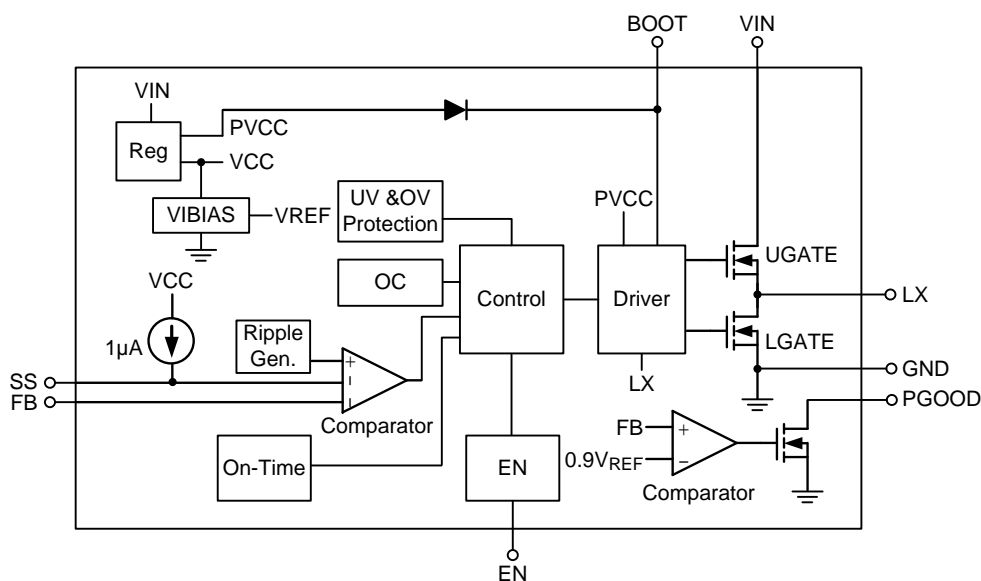 BOOT
VIN
VIN
PVCC
Reg
VCC
VIBIAS
VREF
UV &OV
Protection
PVCC
OC
Control
Driver
UGATE
LX
VCC
1µA
Ripple
Gen.
LGATE
LX
GND
SS
FB
Comparator
PGOOD
On-Time
EN
FB
0.9VREF
Comparator
EN